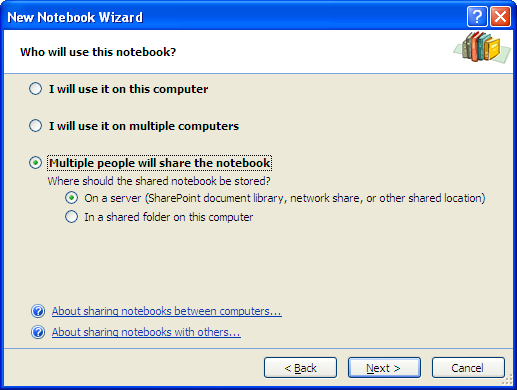 New Notebook Wizard
Who will use this notebook?
I will use it on this computer
I will use it on multiple computers
Multiple people will share the notebook
Where should the shared notebook be stored?
On a server (SharePoint document library, network share, or other shared location)
In a shared folder on this computer
About sharing notebooks between computers...
About sharing notebooks with others...
< Back Next > Cancel